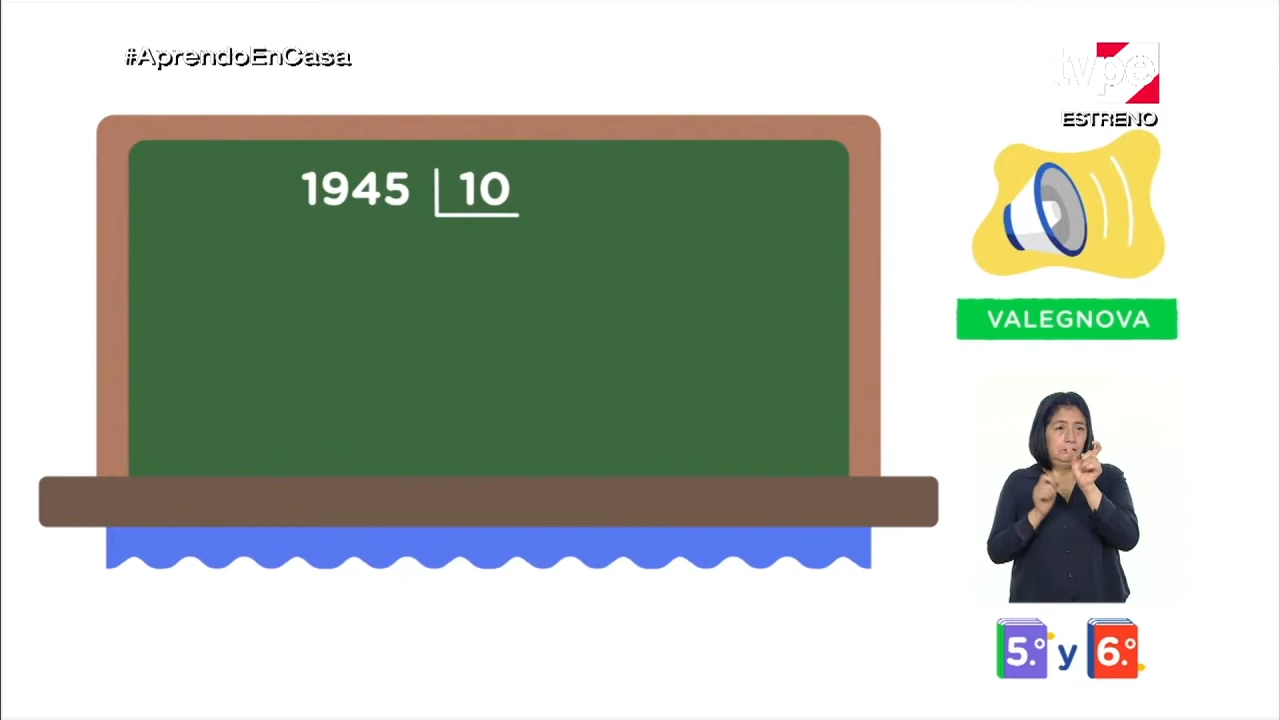 #AprendoEnCasa
tvpe
ESTRENO
1945 10
VALEGNOVA
5.° y 6.°